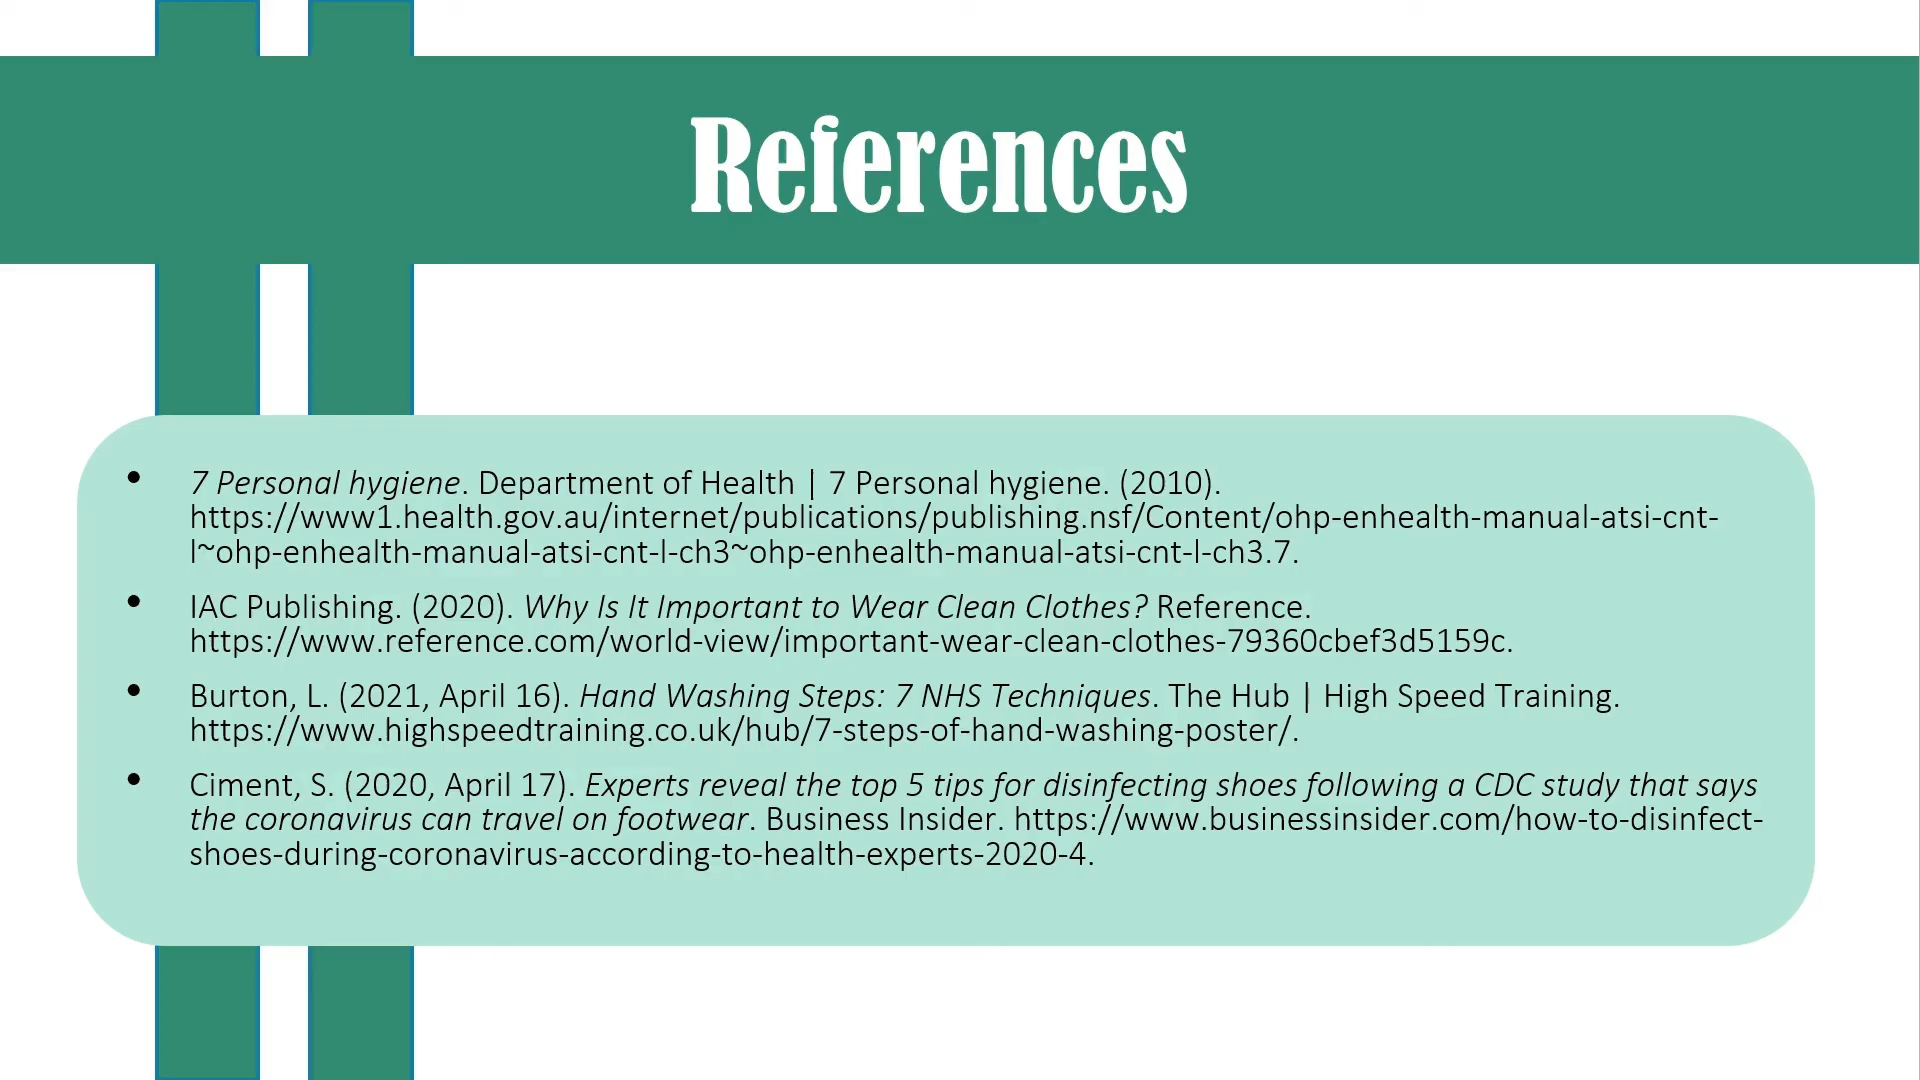 References
• 7 Personal hygiene. Department of Health | 7 Personal hygiene. (2010).
https://www1.health.gov.au/internet/publications/publishing.nsf/Content/ohp-enhealth-manual-atsi-cnt-
l~ohp-enhealth-manual-atsi-cnt-l-ch3~ohp-enhealth-manual-atsi-cnt-l-ch3.7.
• IAC Publishing. (2020). Why Is It Important to Wear Clean Clothes? Reference.
https://www.reference.com/world-view/important-wear-clean-clothes-79360cbef3d5159c.
• Burton, L. (2021, April 16). Hand Washing Steps: 7 NHS Techniques. The Hub | High Speed Training.
https://www.highspeedtraining.co.uk/hub/7-steps-of-hand-washing-poster/.
• Ciment, S. (2020, April 17). Experts reveal the top 5 tips for disinfecting shoes following a CDC study that says
the coronavirus can travel on footwear. Business Insider. https://www.businessinsider.com/how-to-disinfect-
shoes-during-coronavirus-according-to-health-experts-2020-4.